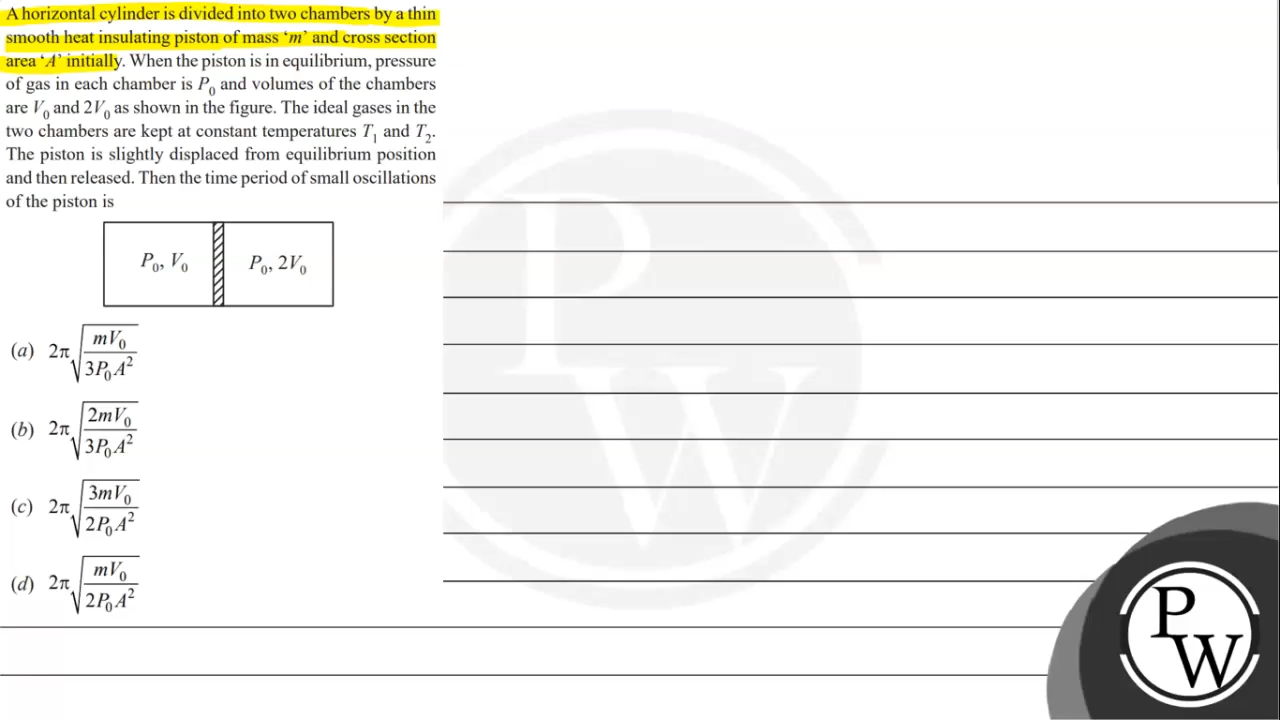 A horizontal cylinder is divided into two chambers by a thin
smooth heat insulating piston of mass ‘m’ and cross section
area ‘A’ initially. When the piston is in equilibrium, pressure
of gas in each chamber is P₀ and volumes of the chambers
are V₀ and 2V₀ as shown in the figure. The ideal gases in the
two chambers are kept at constant temperatures T₁ and T₂.
The piston is slightly displaced from equilibrium position
and then released. Then the time period of small oscillations
of the piston is
P₀, V₀ P₀, 2V₀
(a) 2π√(mV₀/3P₀A²)
(b) 2π√(2mV₀/3P₀A²)
(c) 2π√(3mV₀/2P₀A²)
(d) 2π√(mV₀/2P₀A²)
P
W
P
W